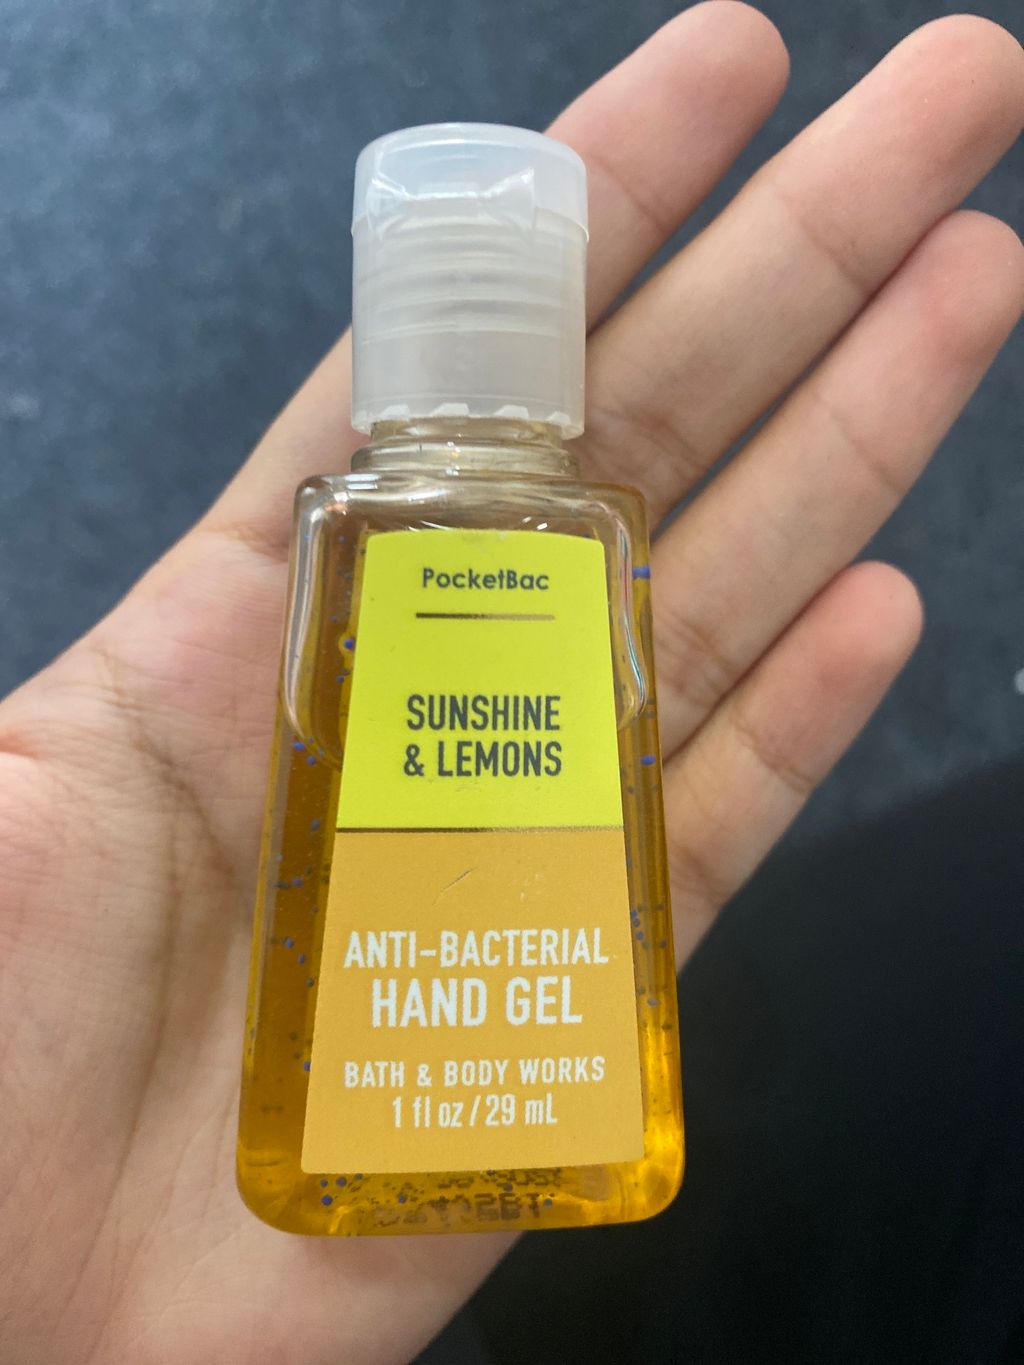 PocketBac
SUNSHINE
& LEMONS
ANTI-BACTERIAL
HAND GEL
BATH & BODY WORKS
1 fl oz / 29 mL